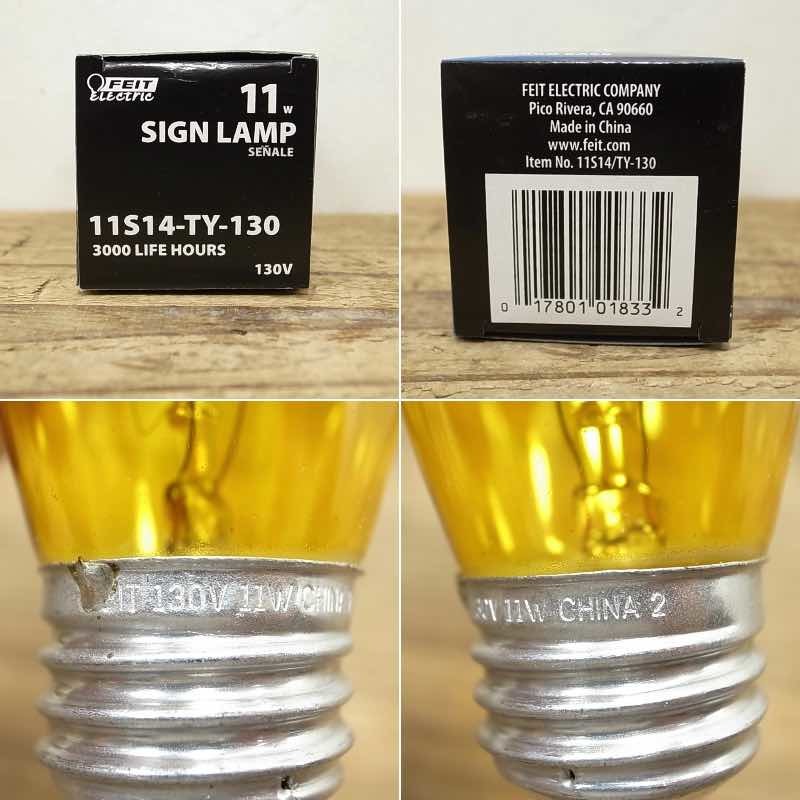 FEIT
electric
11 W
SIGN LAMP
SEÑALE
11S14-TY-130
3000 LIFE HOURS
130V
FEIT ELECTRIC COMPANY
Pico Rivera, CA 90660
Made in China
www.feit.com
Item No. 11S14/TY-130
0 17801 01833 2
130V 11W CHINA
11W CHINA 2